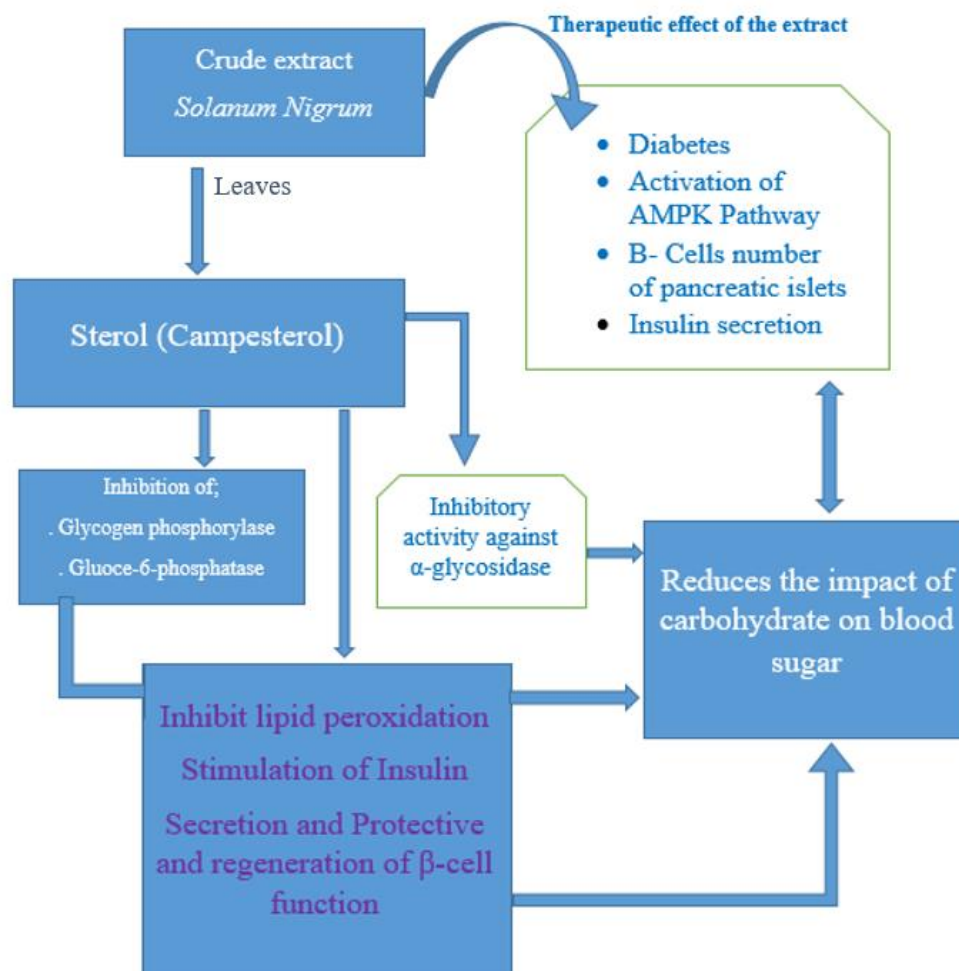 Therapeutic effect of the extract
Crude extract
Solanum Nigrum
Leaves
• Diabetes
• Activation of
AMPK Pathway
• B- Cells number
of pancreatic islets
• Insulin secretion
Sterol (Campesterol)
Inhibition of;
. Glycogen phosphorylase
. Gluoce-6-phosphatase
Inhibitory
activity against
α-glycosidase
Reduces the impact of
carbohydrate on blood
sugar
Inhibit lipid peroxidation
Stimulation of Insulin
Secretion and Protective
and regeneration of β-cell
function